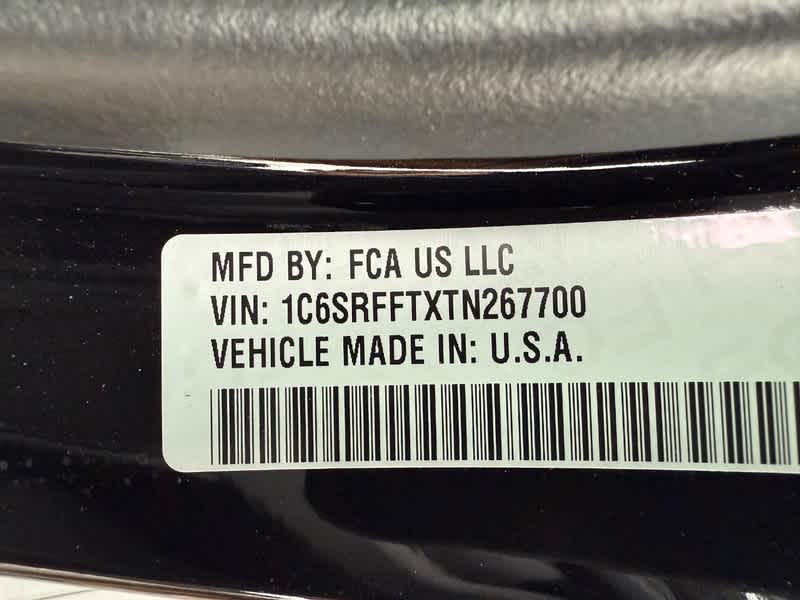 MFD BY: FCA US LLC
VIN: 1C6SRFFTXTN267700
VEHICLE MADE IN: U.S.A.